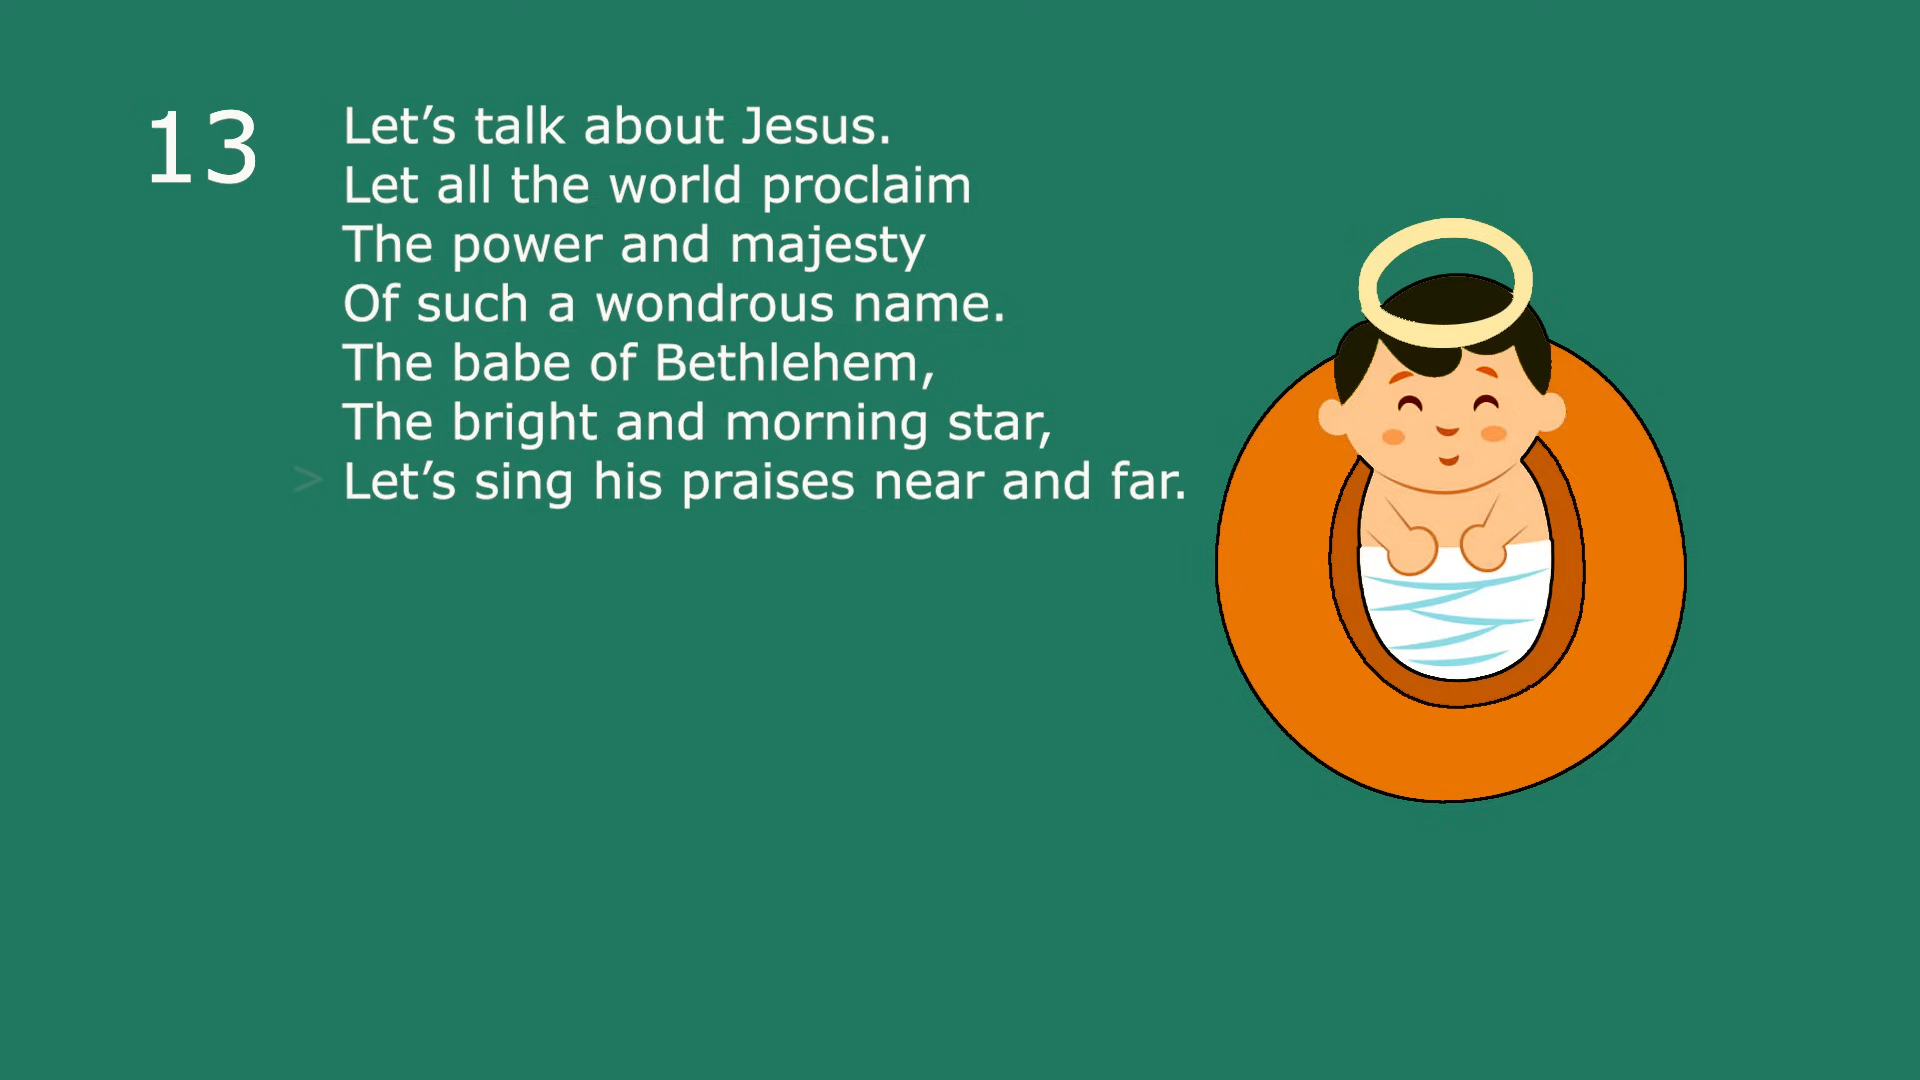 13
Let’s talk about Jesus.
Let all the world proclaim
The power and majesty
Of such a wondrous name.
The babe of Bethlehem,
The bright and morning star,
> Let’s sing his praises near and far.